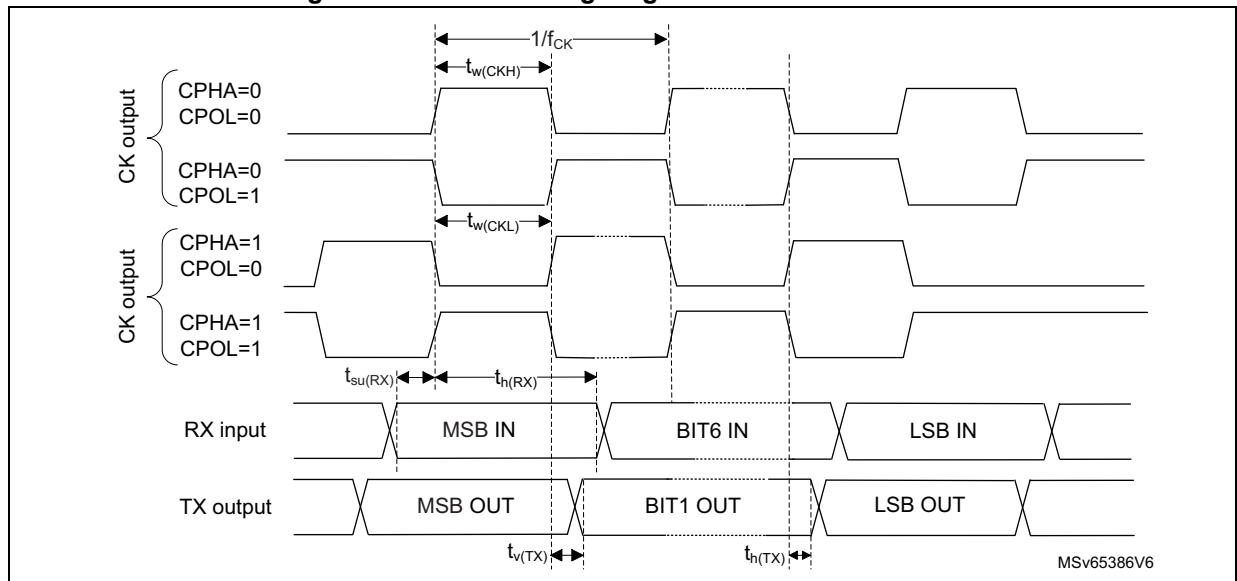 1/fCK
tw(CKH)
CK output
CPHA=0
CPOL=0
CPHA=0
CPOL=1
tw(CKL)
CK output
CPHA=1
CPOL=0
CPHA=1
CPOL=1
tsu(RX)
th(RX)
RX input
MSB IN
BIT6 IN
LSB IN
TX output
MSB OUT
BIT1 OUT
LSB OUT
tv(TX)
th(TX)
MSv65386V6